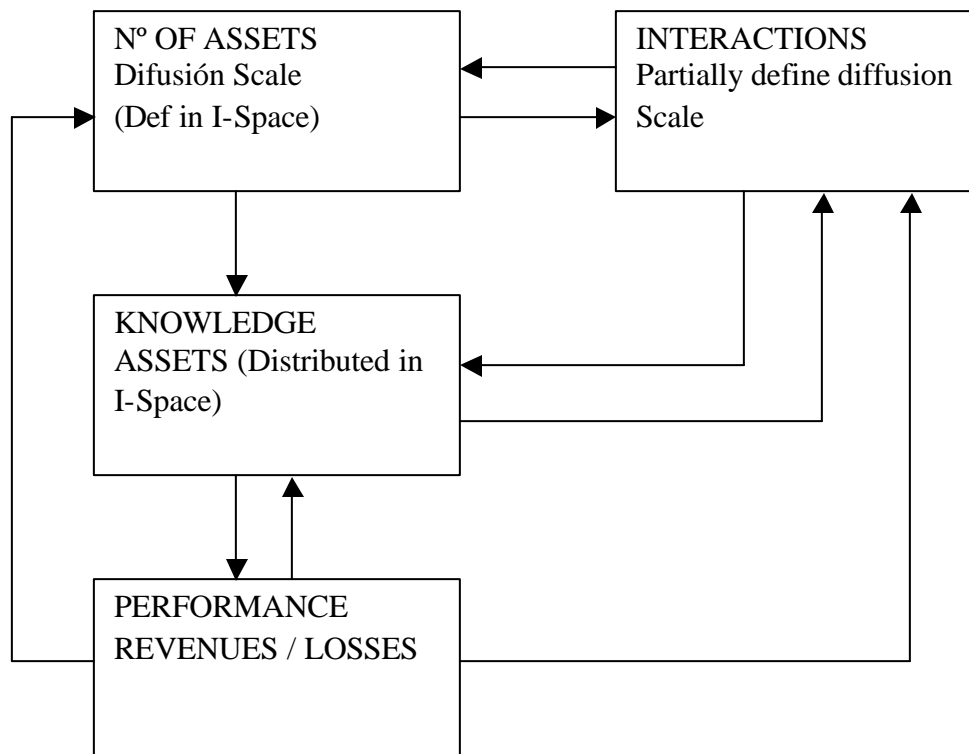 Nº OF ASSETS
Difusión Scale
(Def in I-Space)
INTERACTIONS
Partially define diffusion
Scale
KNOWLEDGE
ASSETS (Distributed in
I-Space)
PERFORMANCE
REVENUES / LOSSES